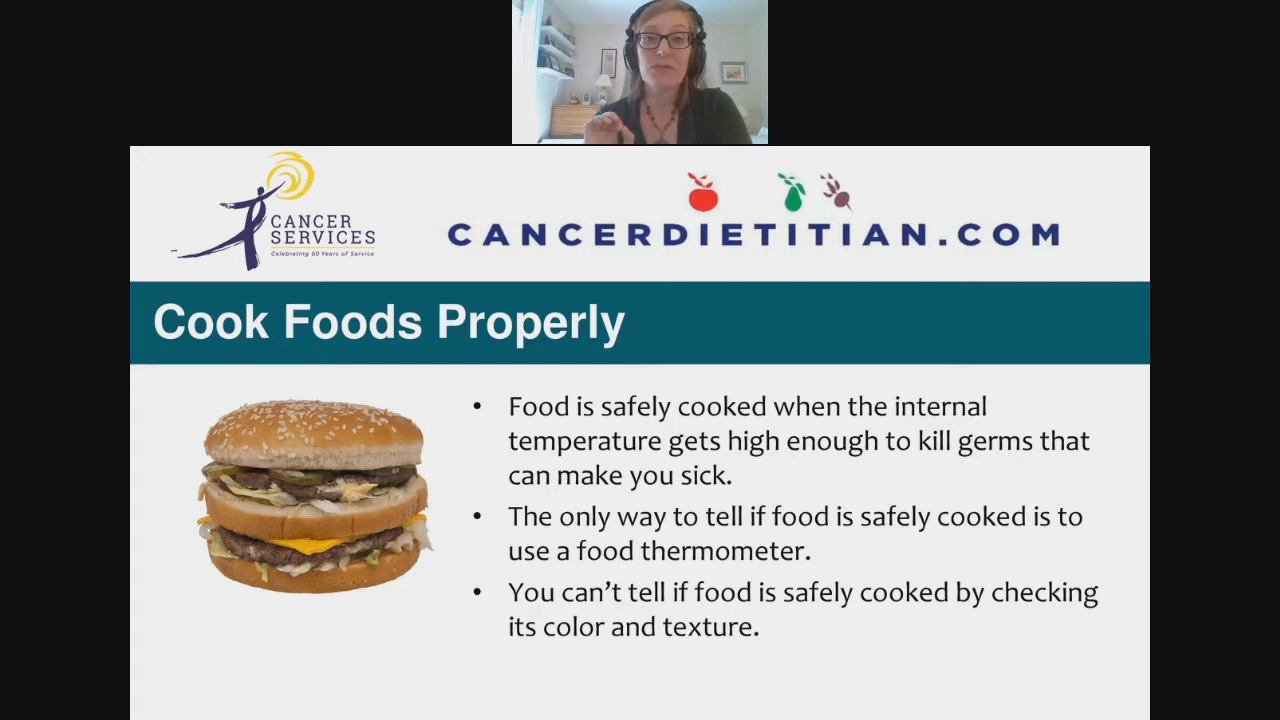 CANCER
SERVICES
Celebrating 60 Years of Service
CANCERDIETITIAN.COM
Cook Foods Properly
• Food is safely cooked when the internal
temperature gets high enough to kill germs that
can make you sick.
• The only way to tell if food is safely cooked is to
use a food thermometer.
• You can’t tell if food is safely cooked by checking
its color and texture.